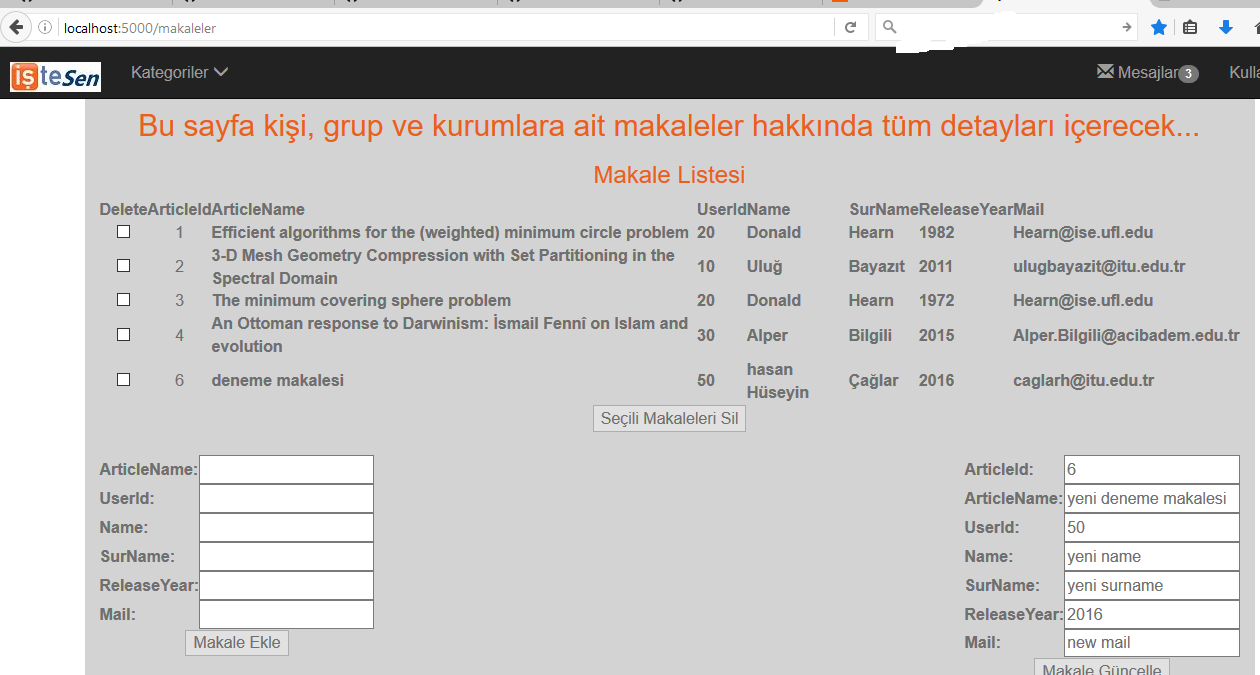 localhost:5000/makaleler
işteSen Kategoriler Mesajlar 3 Kulla
Bu sayfa kişi, grup ve kurumlara ait makaleler hakkında tüm detayları içerecek...
Makale Listesi
Delete ArticleId ArticleName UserId Name SurName ReleaseYear Mail
1 Efficient algorithms for the (weighted) minimum circle problem 20 Donald Hearn 1982 Hearn@ise.ufl.edu
2 3-D Mesh Geometry Compression with Set Partitioning in the
Spectral Domain 10 Uluğ Bayazıt 2011 ulugbayazit@itu.edu.tr
3 The minimum covering sphere problem 20 Donald Hearn 1972 Hearn@ise.ufl.edu
4 An Ottoman response to Darwinism: İsmail Fennî on Islam and
evolution 30 Alper Bilgili 2015 Alper.Bilgili@acibadem.edu.tr
6 deneme makalesi 50 hasan
Hüseyin Çağlar 2016 caglarh@itu.edu.tr
Seçili Makaleleri Sil
ArticleName:
UserId:
Name:
SurName:
ReleaseYear:
Mail:
Makale Ekle
ArticleId: 6
ArticleName: yeni deneme makalesi
UserId: 50
Name: yeni name
SurName: yeni surname
ReleaseYear: 2016
Mail: new mail
Makale Güncelle